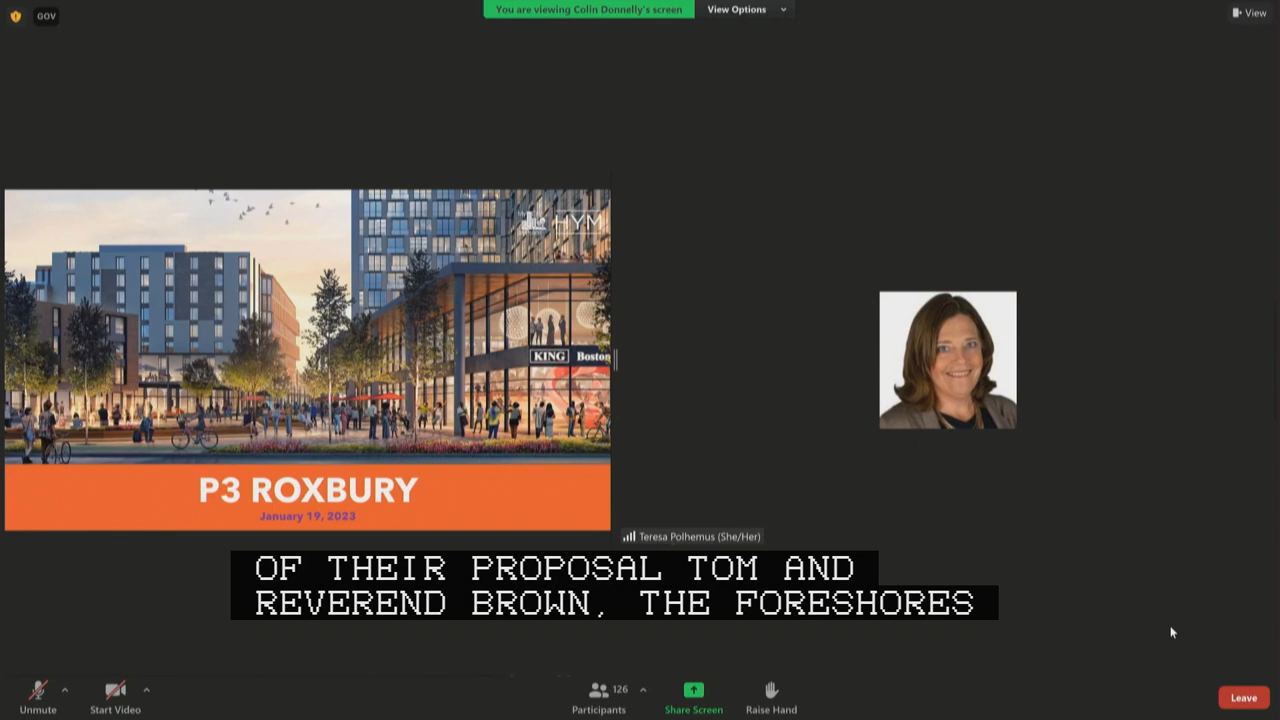 GOV
You are viewing Colin Donnelly's screen
View Options
View
HYM
KING
Boston
P3 ROXBURY
January 19, 2023
Teresa Polhemus (She/Her)
OF THEIR PROPOSAL TOM AND
REVEREND BROWN, THE FORESHORES
Unmute
Start Video
126
Participants
Share Screen
Raise Hand
Leave